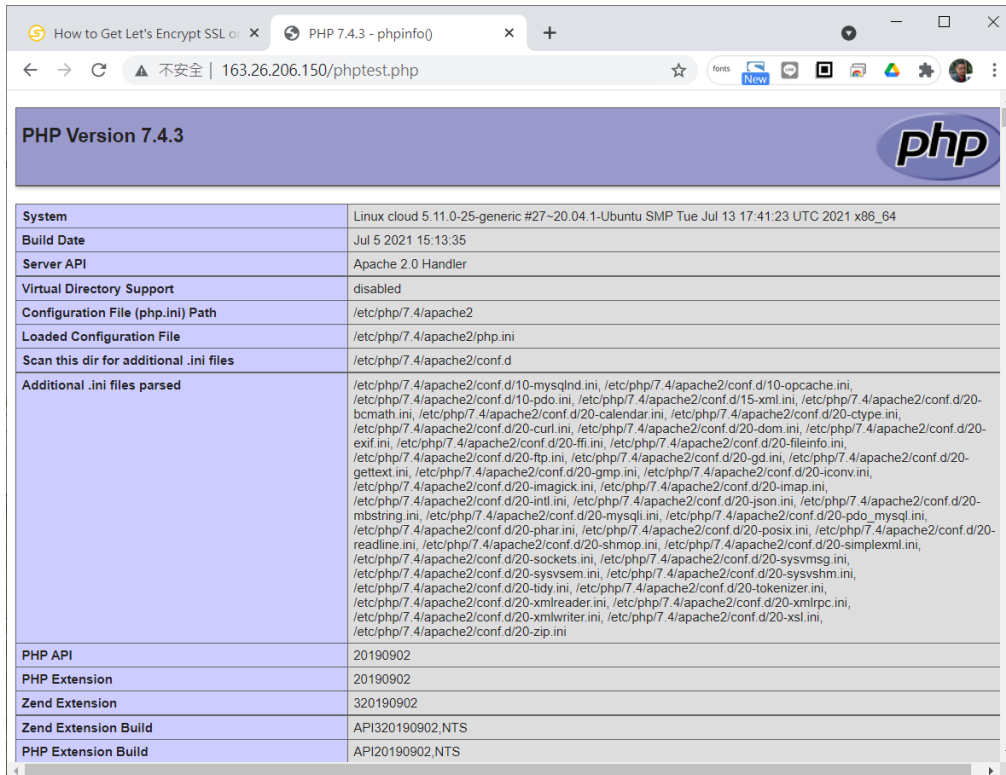 How to Get Let's Encrypt SSL o
PHP 7.4.3 - phpinfo()
不安全 | 163.26.206.150/phptest.php
fonts
New
PHP Version 7.4.3
php
System Linux cloud 5.11.0-25-generic #27~20.04.1-Ubuntu SMP Tue Jul 13 17:41:23 UTC 2021 x86_64
Build Date Jul 5 2021 15:13:35
Server API Apache 2.0 Handler
Virtual Directory Support disabled
Configuration File (php.ini) Path /etc/php/7.4/apache2
Loaded Configuration File /etc/php/7.4/apache2/php.ini
Scan this dir for additional .ini files /etc/php/7.4/apache2/conf.d
Additional .ini files parsed /etc/php/7.4/apache2/conf.d/10-mysqlnd.ini, /etc/php/7.4/apache2/conf.d/10-opcache.ini,
/etc/php/7.4/apache2/conf.d/10-pdo.ini, /etc/php/7.4/apache2/conf.d/15-xml.ini, /etc/php/7.4/apache2/conf.d/20-
bcmath.ini, /etc/php/7.4/apache2/conf.d/20-calendar.ini, /etc/php/7.4/apache2/conf.d/20-ctype.ini,
/etc/php/7.4/apache2/conf.d/20-curl.ini, /etc/php/7.4/apache2/conf.d/20-dom.ini, /etc/php/7.4/apache2/conf.d/20-
exif.ini, /etc/php/7.4/apache2/conf.d/20-ffi.ini, /etc/php/7.4/apache2/conf.d/20-fileinfo.ini,
/etc/php/7.4/apache2/conf.d/20-ftp.ini, /etc/php/7.4/apache2/conf.d/20-gd.ini, /etc/php/7.4/apache2/conf.d/20-
gettext.ini, /etc/php/7.4/apache2/conf.d/20-gmp.ini, /etc/php/7.4/apache2/conf.d/20-iconv.ini,
/etc/php/7.4/apache2/conf.d/20-imagick.ini, /etc/php/7.4/apache2/conf.d/20-imap.ini,
/etc/php/7.4/apache2/conf.d/20-intl.ini, /etc/php/7.4/apache2/conf.d/20-json.ini, /etc/php/7.4/apache2/conf.d/20-
mbstring.ini, /etc/php/7.4/apache2/conf.d/20-mysqli.ini, /etc/php/7.4/apache2/conf.d/20-pdo_mysql.ini,
/etc/php/7.4/apache2/conf.d/20-phar.ini, /etc/php/7.4/apache2/conf.d/20-posix.ini, /etc/php/7.4/apache2/conf.d/20-
readline.ini, /etc/php/7.4/apache2/conf.d/20-shmop.ini, /etc/php/7.4/apache2/conf.d/20-simplexml.ini,
/etc/php/7.4/apache2/conf.d/20-sockets.ini, /etc/php/7.4/apache2/conf.d/20-sysvmsg.ini,
/etc/php/7.4/apache2/conf.d/20-sysvsem.ini, /etc/php/7.4/apache2/conf.d/20-sysvshm.ini,
/etc/php/7.4/apache2/conf.d/20-tidy.ini, /etc/php/7.4/apache2/conf.d/20-tokenizer.ini,
/etc/php/7.4/apache2/conf.d/20-xmlreader.ini, /etc/php/7.4/apache2/conf.d/20-xmlrpc.ini,
/etc/php/7.4/apache2/conf.d/20-xmlwriter.ini, /etc/php/7.4/apache2/conf.d/20-xsl.ini,
/etc/php/7.4/apache2/conf.d/20-zip.ini
PHP API 20190902
PHP Extension 20190902
Zend Extension 320190902
Zend Extension Build API320190902,NTS
PHP Extension Build API20190902,NTS